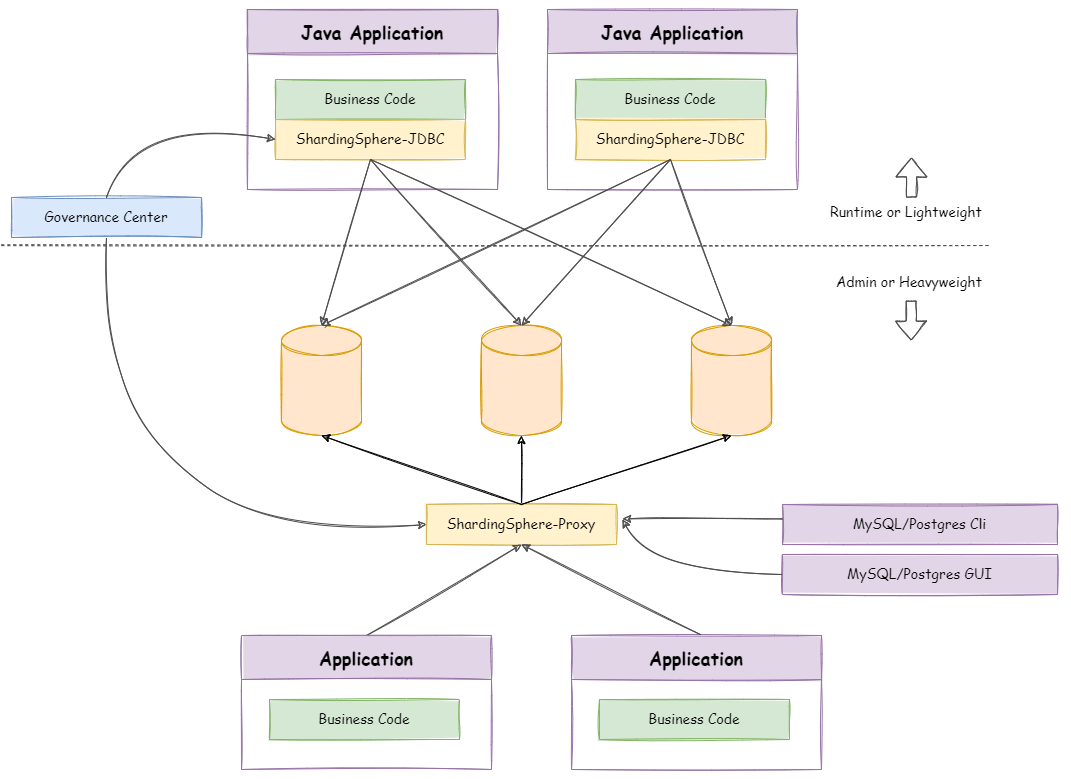 Java Application
Java Application
Business Code
Business Code
ShardingSphere-JDBC
ShardingSphere-JDBC
Governance Center
Runtime or Lightweight
Admin or Heavyweight
ShardingSphere-Proxy
MySQL/Postgres Cli
MySQL/Postgres GUI
Application
Application
Business Code
Business Code